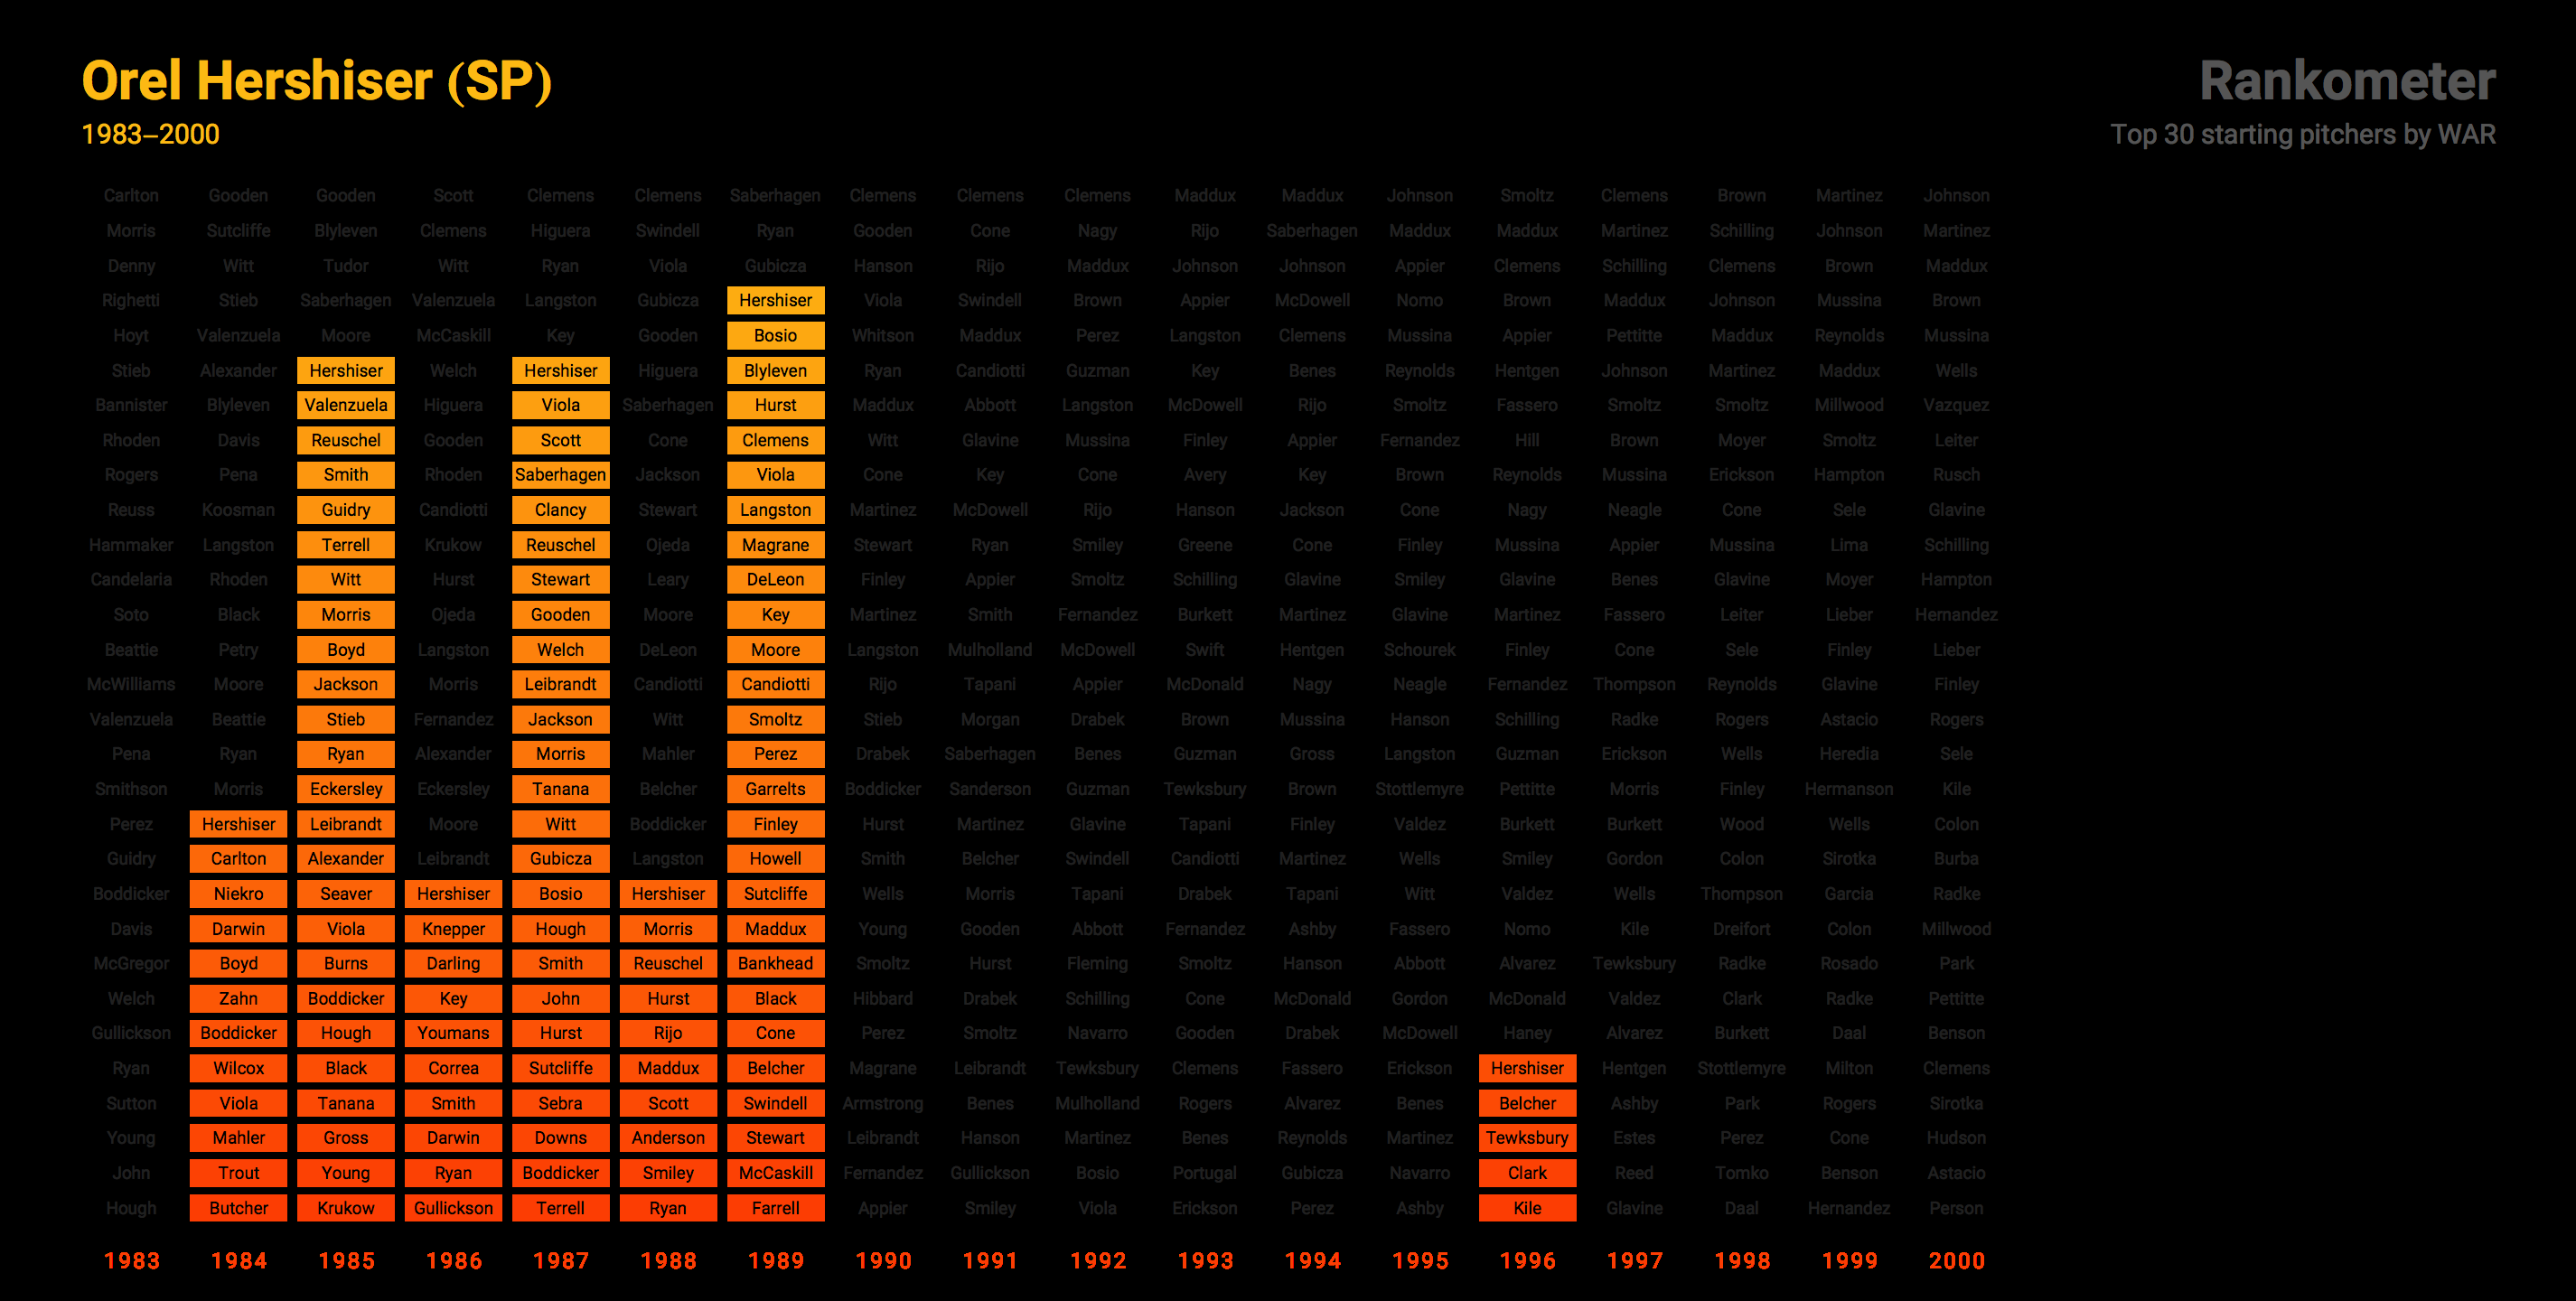 Orel Hershiser (SP)
Rankometer
1983–2000
Top 30 starting pitchers by WAR
Carlton Gooden Gooden Scott Clemens Clemens Saberhagen Clemens Clemens Clemens Maddux Maddux Johnson Smoltz Clemens Brown Martinez Johnson
Morris Sutcliffe Blyleven Clemens Higuera Swindell Ryan Gooden Cone Nagy Rijo Saberhagen Maddux Maddux Martinez Schilling Johnson Martinez
Denny Witt Tudor Witt Ryan Viola Gubicza Hanson Rijo Maddux Johnson Johnson Appier Clemens Schilling Clemens Brown Maddux
Righetti Stieb Saberhagen Valenzuela Langston Gubicza Hershiser Viola Swindell Brown Appier McDowell Nomo Brown Maddux Johnson Mussina Brown
Hoyt Valenzuela Moore McCaskill Key Gooden Bosio Whitson Maddux Perez Langston Clemens Mussina Appier Pettitte Maddux Reynolds Mussina
Stieb Alexander Hershiser Welch Hershiser Higuera Blyleven Ryan Candiotti Guzman Key Benes Reynolds Hentgen Johnson Martinez Maddux Wells
Bannister Blyleven Valenzuela Higuera Viola Saberhagen Hurst Maddux Abbott Langston McDowell Rijo Smoltz Fassero Smoltz Smoltz Millwood Vazquez
Rhoden Davis Reuschel Gooden Scott Cone Clemens Witt Glavine Mussina Finley Appier Fernandez Hill Brown Moyer Smoltz Leiter
Rogers Pena Smith Rhoden Saberhagen Jackson Viola Cone Key Cone Avery Key Brown Reynolds Mussina Erickson Hampton Rusch
Reuss Koosman Guidry Candiotti Clancy Stewart Langston Martinez McDowell Rijo Hanson Jackson Cone Nagy Neagle Cone Sele Glavine
Hammaker Langston Terrell Krukow Reuschel Ojeda Magrane Stewart Ryan Smiley Greene Cone Finley Mussina Appier Mussina Lima Schilling
Candelaria Rhoden Witt Hurst Stewart Leary DeLeon Finley Appier Smoltz Schilling Glavine Smiley Glavine Benes Glavine Moyer Hampton
Soto Black Morris Ojeda Gooden Moore Key Martinez Smith Fernandez Burkett Martinez Glavine Martinez Fassero Leiter Lieber Hernandez
Beattie Petry Boyd Langston Welch DeLeon Moore Langston Mulholland McDowell Swift Hentgen Schourek Finley Cone Sele Finley Lieber
McWilliams Moore Jackson Morris Leibrandt Candiotti Candiotti Rijo Tapani Appier McDonald Nagy Neagle Fernandez Thompson Reynolds Glavine Finley
Valenzuela Beattie Stieb Fernandez Jackson Witt Smoltz Stieb Morgan Drabek Brown Mussina Hanson Schilling Radke Rogers Astacio Rogers
Pena Ryan Ryan Alexander Morris Mahler Perez Drabek Saberhagen Benes Guzman Gross Langston Guzman Erickson Wells Heredia Sele
Smithson Morris Eckersley Eckersley Tanana Belcher Garrelts Boddicker Sanderson Guzman Tewksbury Brown Stottlemyre Pettitte Morris Finley Hermanson Kile
Perez Hershiser Leibrandt Moore Witt Boddicker Finley Hurst Martinez Glavine Tapani Finley Valdez Burkett Burkett Wood Wells Colon
Guidry Carlton Alexander Leibrandt Gubicza Langston Howell Smith Belcher Swindell Candiotti Martinez Wells Smiley Gordon Colon Sirotka Burba
Boddicker Niekro Seaver Hershiser Bosio Hershiser Sutcliffe Wells Morris Tapani Drabek Tapani Witt Valdez Wells Thompson Garcia Radke
Davis Darwin Viola Knepper Hough Morris Maddux Young Gooden Abbott Fernandez Ashby Fassero Nomo Kile Dreifort Colon Millwood
McGregor Boyd Burns Darling Smith Reuschel Bankhead Smoltz Hurst Fleming Smoltz Hanson Abbott Alvarez Tewksbury Radke Rosado Park
Welch Zahn Boddicker Key John Hurst Black Hibbard Drabek Schilling Cone McDonald Gordon McDonald Valdez Clark Radke Pettitte
Gullickson Boddicker Hough Youmans Hurst Rijo Cone Perez Smoltz Navarro Gooden Drabek McDowell Haney Alvarez Burkett Daal Benson
Ryan Wilcox Black Correa Sutcliffe Maddux Belcher Magrane Leibrandt Tewksbury Clemens Fassero Erickson Hershiser Hentgen Stottlemyre Milton Clemens
Sutton Viola Tanana Smith Sebra Scott Swindell Armstrong Benes Mulholland Rogers Alvarez Benes Belcher Ashby Park Rogers Sirotka
Young Mahler Gross Darwin Downs Anderson Stewart Leibrandt Hanson Martinez Benes Reynolds Martinez Tewksbury Estes Perez Cone Hudson
John Trout Young Ryan Boddicker Smiley McCaskill Fernandez Gullickson Bosio Portugal Gubicza Navarro Clark Reed Tomko Benson Astacio
Hough Butcher Krukow Gullickson Terrell Ryan Farrell Appier Smiley Viola Erickson Perez Ashby Kile Glavine Daal Hernandez Person
1983 1984 1985 1986 1987 1988 1989 1990 1991 1992 1993 1994 1995 1996 1997 1998 1999 2000